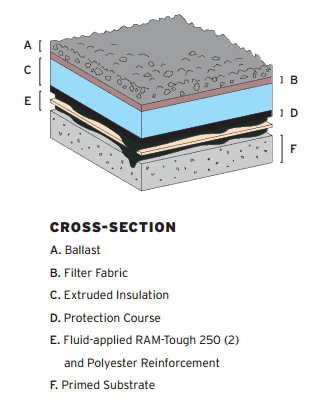 A
C
E
B
D
F
CROSS-SECTION
A. Ballast
B. Filter Fabric
C. Extruded Insulation
D. Protection Course
E. Fluid-applied RAM-Tough 250 (2)
and Polyester Reinforcement
F. Primed Substrate